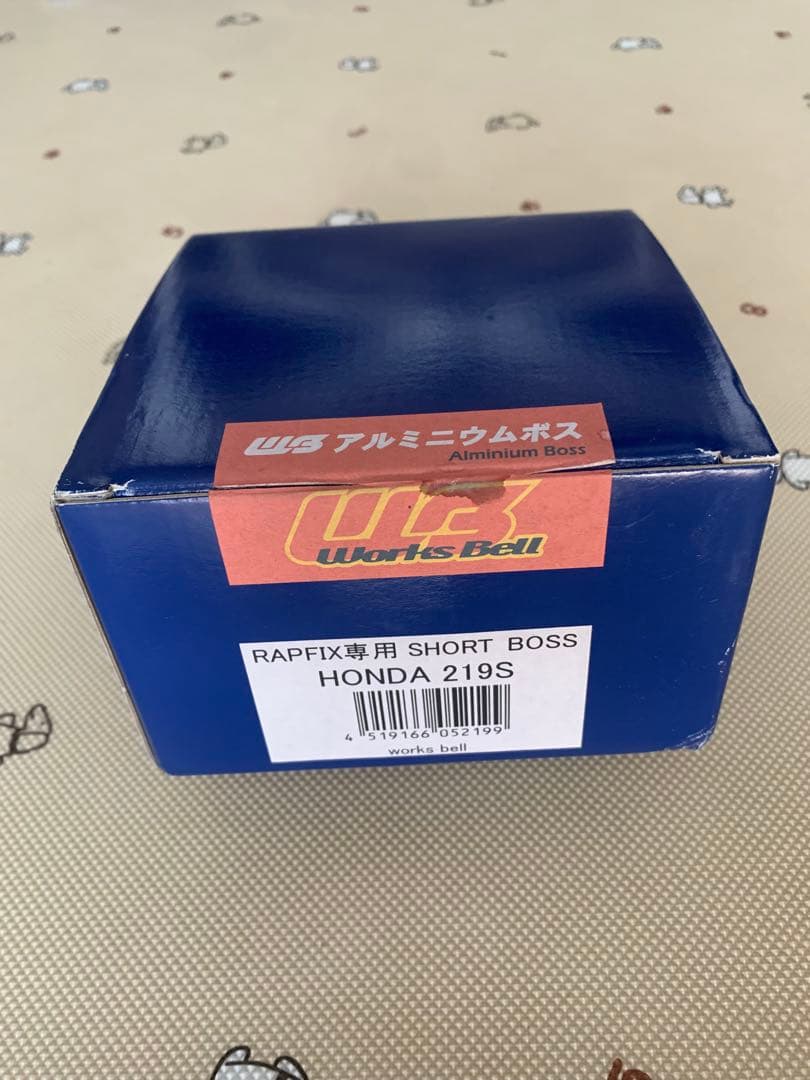 WB アルミニウムボス
Alminium Boss
WB
Works Bell
RAPFIX専用 SHORT BOSS
HONDA 219S
4 519166 052199
works bell